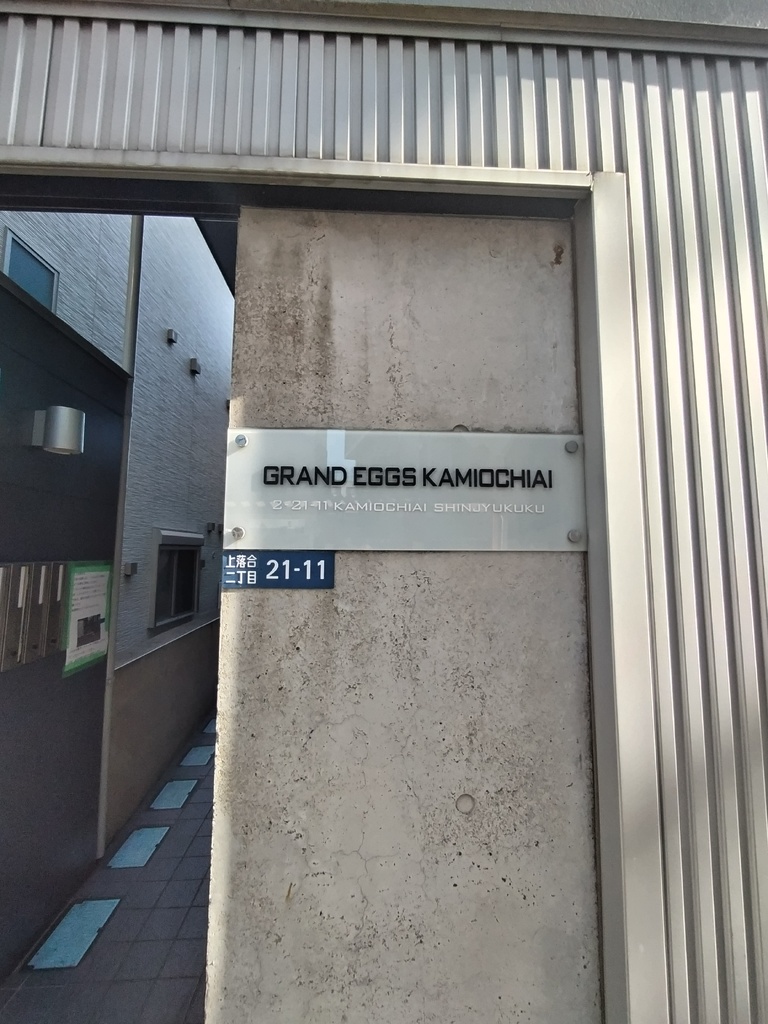 GRAND EGGS KAMIOCHIAI
2-21-11 KAMIOCHIAI SHINJYUKUKU
上落合
二丁目 21-11